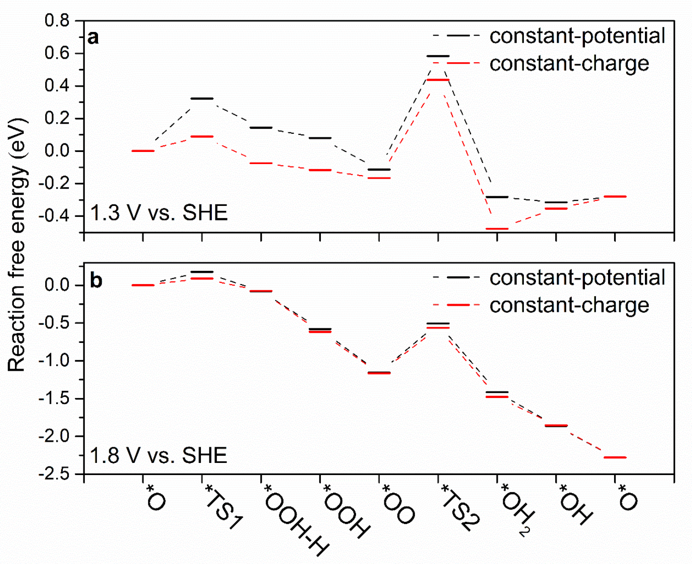 0.8
a
constant-potential
0.6
constant-charge
0.4
0.2
0.0
-0.2
-0.4
1.3 V vs. SHE
Reaction free energy (eV)
b
constant-potential
0.0
constant-charge
-0.5
-1.0
-1.5
-2.0
1.8 V vs. SHE
-2.5
*O
*TS1
*OOH-H
*OOH
*OO
*TS2
*OH2
*OH
*O